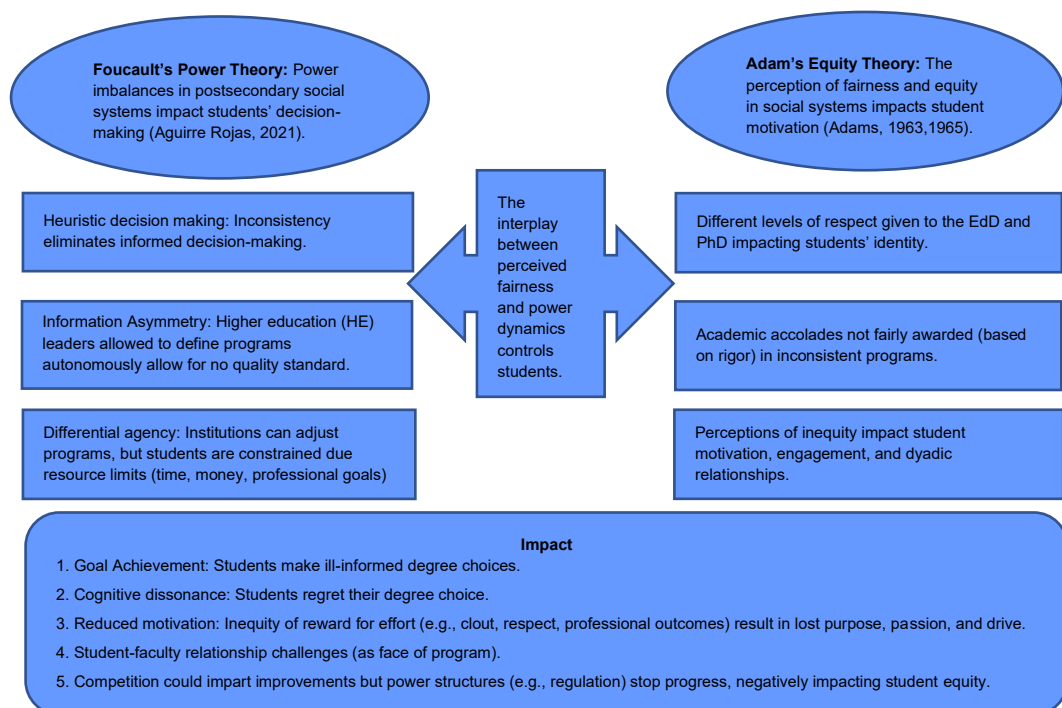 Foucault's Power Theory: Power
imbalances in postsecondary social
systems impact students' decision-
making (Aguirre Rojas, 2021).
Adam's Equity Theory: The
perception of fairness and equity
in social systems impacts student
motivation (Adams, 1963,1965).
Heuristic decision making: Inconsistency
eliminates informed decision-making.
Information Asymmetry: Higher education (HE)
leaders allowed to define programs
autonomously allow for no quality standard.
Differential agency: Institutions can adjust
programs, but students are constrained due
resource limits (time, money, professional goals)
The
interplay
between
perceived
fairness
and power
dynamics
controls
students.
Different levels of respect given to the EdD and
PhD impacting students' identity.
Academic accolades not fairly awarded (based
on rigor) in inconsistent programs.
Perceptions of inequity impact student
motivation, engagement, and dyadic
relationships.
Impact
1. Goal Achievement: Students make ill-informed degree choices.
2. Cognitive dissonance: Students regret their degree choice.
3. Reduced motivation: Inequity of reward for effort (e.g., clout, respect, professional outcomes) result in lost purpose, passion, and drive.
4. Student-faculty relationship challenges (as face of program).
5. Competition could impart improvements but power structures (e.g., regulation) stop progress, negatively impacting student equity.